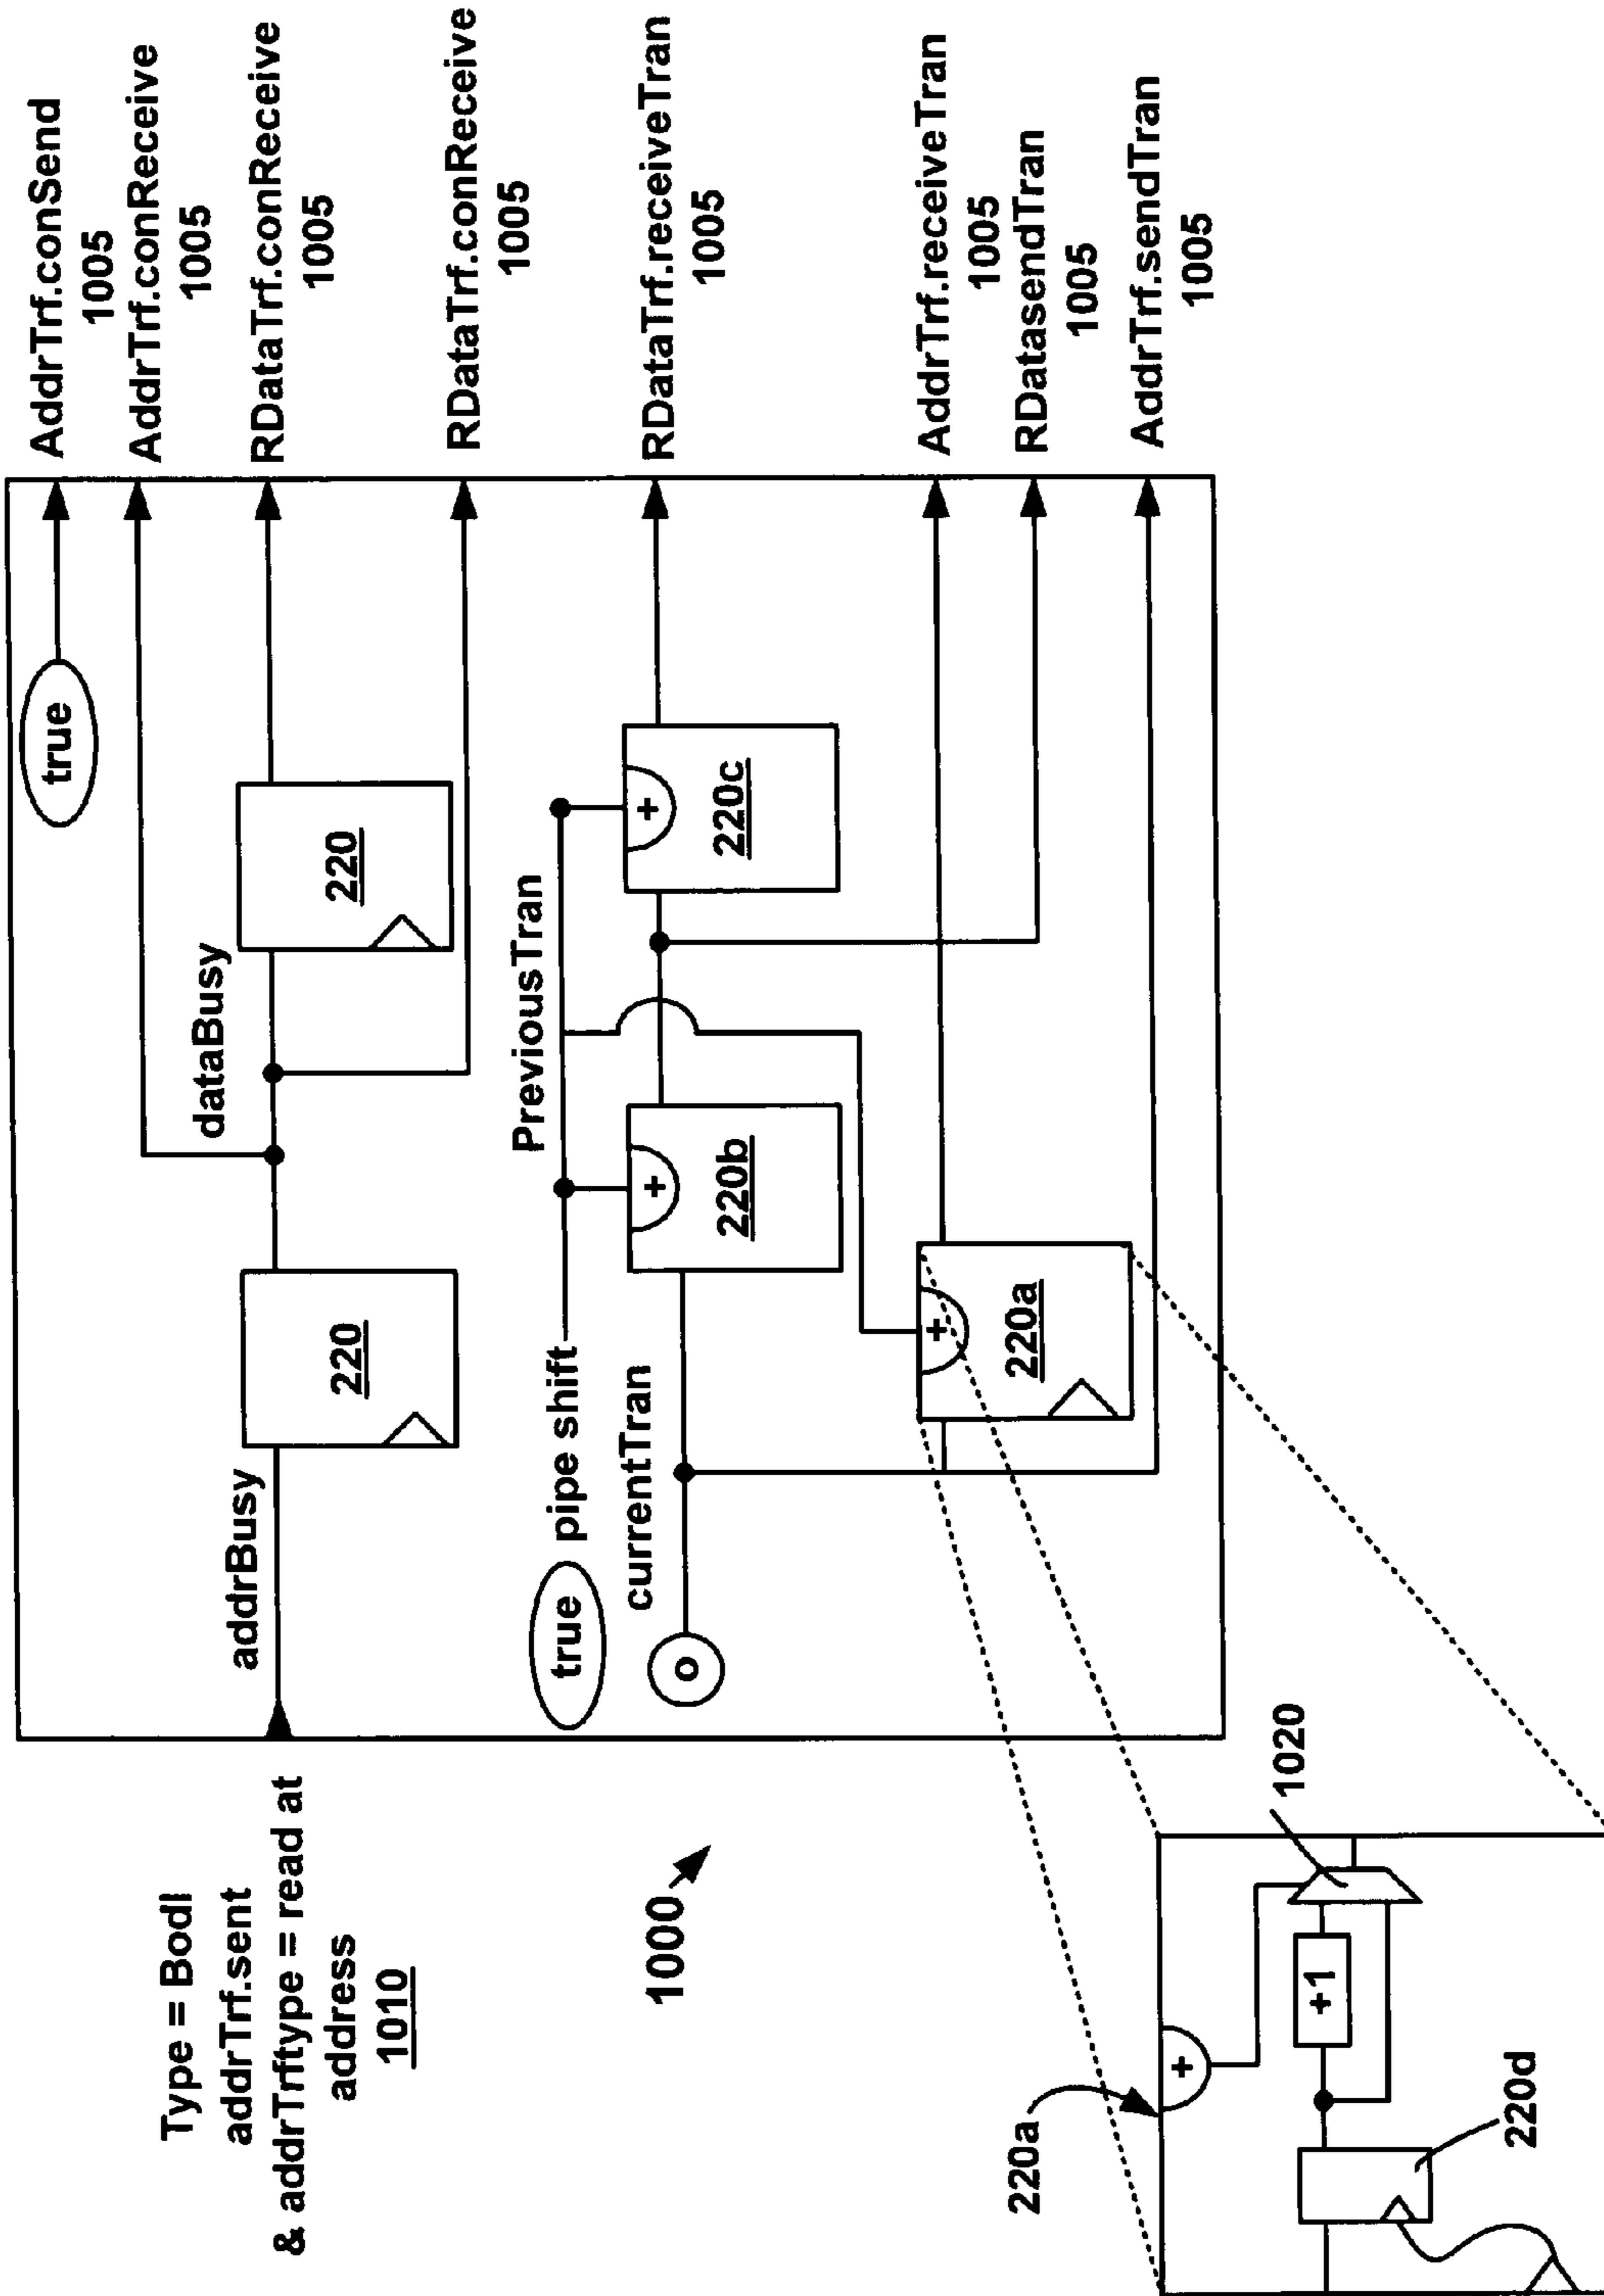 AddrTrf.conSend
1005
AddrTrf.conReceive
1005
RDataTrf.conReceive
1005
RDataTrf.conReceive
1005
RDataTrf.receiveTran
1005
AddrTrf.receiveTran
1005
RDatasendTran
1005
AddrTrf.sendTran
1005
true
addrBusy
220
dataBusy
220
true
pipe shift
PreviousTran
currentTran
o
+
220b
+
220c
+
220a
Type = Bodl
addrTrf.sent
& addrTrftype = read at
address
1010
1000
220a
+
+1
1020
220d